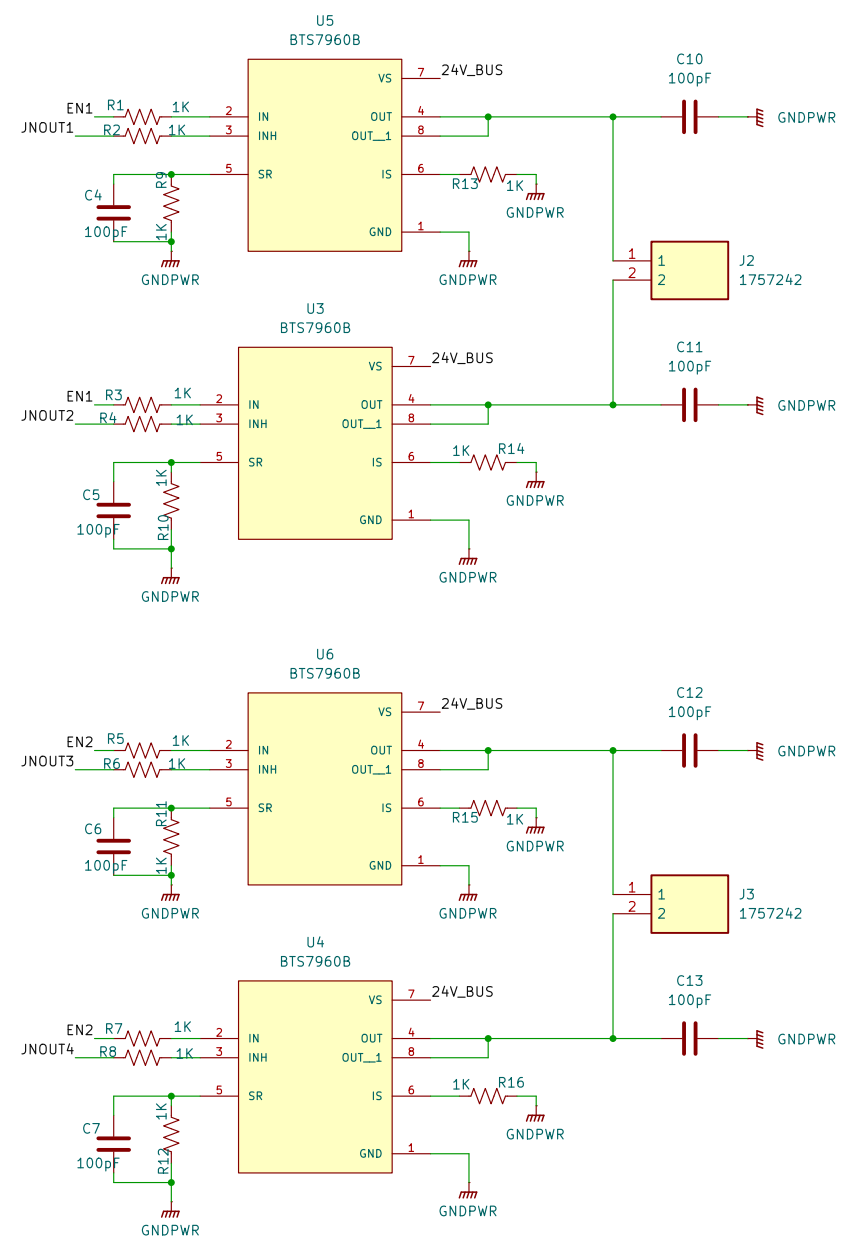 U5
BTS7960B
VS 7 24V_BUS
C10
100pF
EN1 R1 1K 2 IN OUT 4 GNDPWR
JNOUT1 R2 1K 3 INH OUT__1 8
R9 1K 5 SR IS 6 R13 1K GNDPWR
C4 100pF
GND 1
GNDPWR GNDPWR
1 1 J2
2 2 1757242
U3
BTS7960B
VS 7 24V_BUS
C11
100pF
EN1 R3 1K 2 IN OUT 4 GNDPWR
JNOUT2 R4 1K 3 INH OUT__1 8
5 SR IS 6 1K R14
1K R10 GNDPWR
C5 100pF
GND 1
GNDPWR GNDPWR
U6
BTS7960B
VS 7 24V_BUS
C12
100pF
EN2 R5 1K 2 IN OUT 4 GNDPWR
JNOUT3 R6 1K 3 INH OUT__1 8
R11 1K 5 SR IS 6 R15 1K GNDPWR
C6 100pF
GND 1
GNDPWR GNDPWR
1 1 J3
2 2 1757242
U4
BTS7960B
VS 7 24V_BUS
C13
100pF
EN2 R7 1K 2 IN OUT 4 GNDPWR
JNOUT4 R8 1K 3 INH OUT__1 8
5 SR IS 6 1K R16
1K R12 GNDPWR
C7 100pF
GND 1
GNDPWR GNDPWR